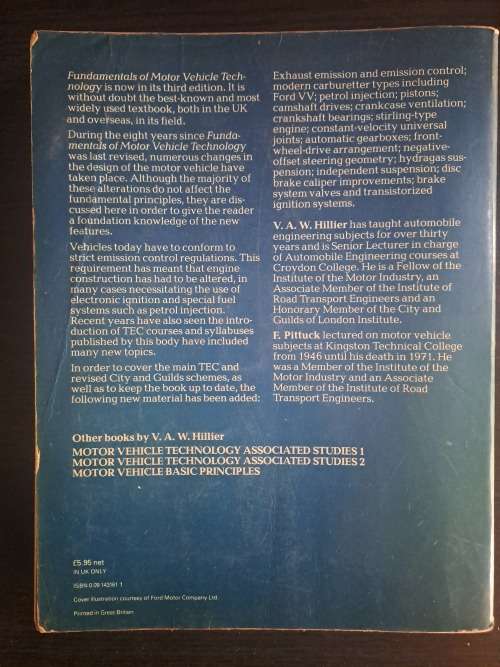 Fundamentals of Motor Vehicle Tech-
nology is now in its third edition. It is
without doubt the best-known and most
widely used textbook, both in the UK
and overseas, in its field.
During the eight years since Funda-
mentals of Motor Vehicle Technology
was last revised, numerous changes in
the design of the motor vehicle have
taken place. Although the majority of
these alterations do not affect the
fundamental principles, they are dis-
cussed here in order to give the reader
a foundation knowledge of the new
features.
Vehicles today have to conform to
strict emission control regulations. This
requirement has meant that engine
construction has had to be altered, in
many cases necessitating the use of
electronic ignition and special fuel
systems such as petrol injection.
Recent years have also seen the intro-
duction of TEC courses and syllabuses
published by this body have included
many new topics.
In order to cover the main TEC and
revised City and Guilds schemes, as
well as to keep the book up to date, the
following new material has been added:
Exhaust emission and emission control;
modern carburetter types including
Ford VV; petrol injection; pistons;
camshaft drives; crankcase ventilation;
crankshaft bearings; stirling-type
engine; constant-velocity universal
joints; automatic gearboxes; front-
wheel-drive arrangement; negative-
offset steering geometry; hydragas sus-
pension; independent suspension; disc
brake caliper improvements; brake
system valves and transistorized
ignition systems.
V. A. W. Hillier has taught automobile
engineering subjects for over thirty
years and is Senior Lecturer in charge
of Automobile Engineering courses at
Croydon College. He is a Fellow of the
Institute of the Motor Industry, an
Associate Member of the Institute of
Road Transport Engineers and an
Honorary Member of the City and
Guilds of London Institute.
F. Pittuck lectured on motor vehicle
subjects at Kingston Technical College
from 1946 until his death in 1971. He
was a Member of the Institute of the
Motor Industry and an Associate
Member of the Institute of Road
Transport Engineers.
Other books by V. A. W. Hillier
MOTOR VEHICLE TECHNOLOGY ASSOCIATED STUDIES 1
MOTOR VEHICLE TECHNOLOGY ASSOCIATED STUDIES 2
MOTOR VEHICLE BASIC PRINCIPLES
£5.95 net
IN UK ONLY
ISBN 0 09 143161 1
Cover illustration courtesy of Ford Motor Company Ltd.
Printed in Great Britain